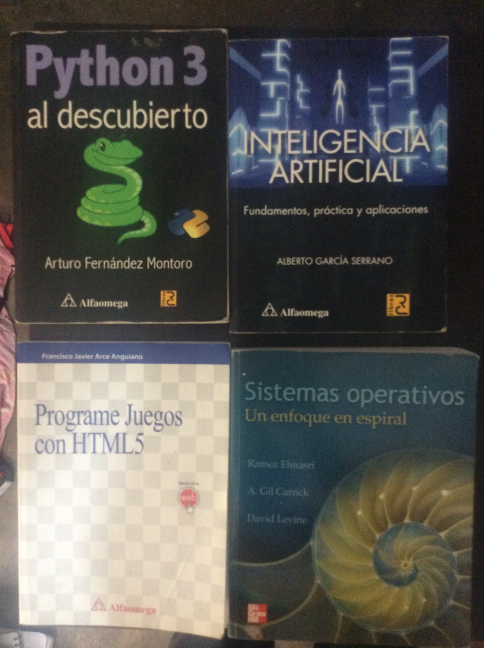 Python 3
al descubierto
Arturo Fernández Montoro
Alfaomega
INTELIGENCIA
ARTIFICIAL
Fundamentos, práctica y aplicaciones
ALBERTO GARCÍA SERRANO
Alfaomega
Francisco Javier Arce Anguiano
Programe Juegos
con HTML5
web
Alfaomega
Sistemas operativos
Un enfoque en espiral
Ramez Elmasri
A. Gil Carrick
David Levine